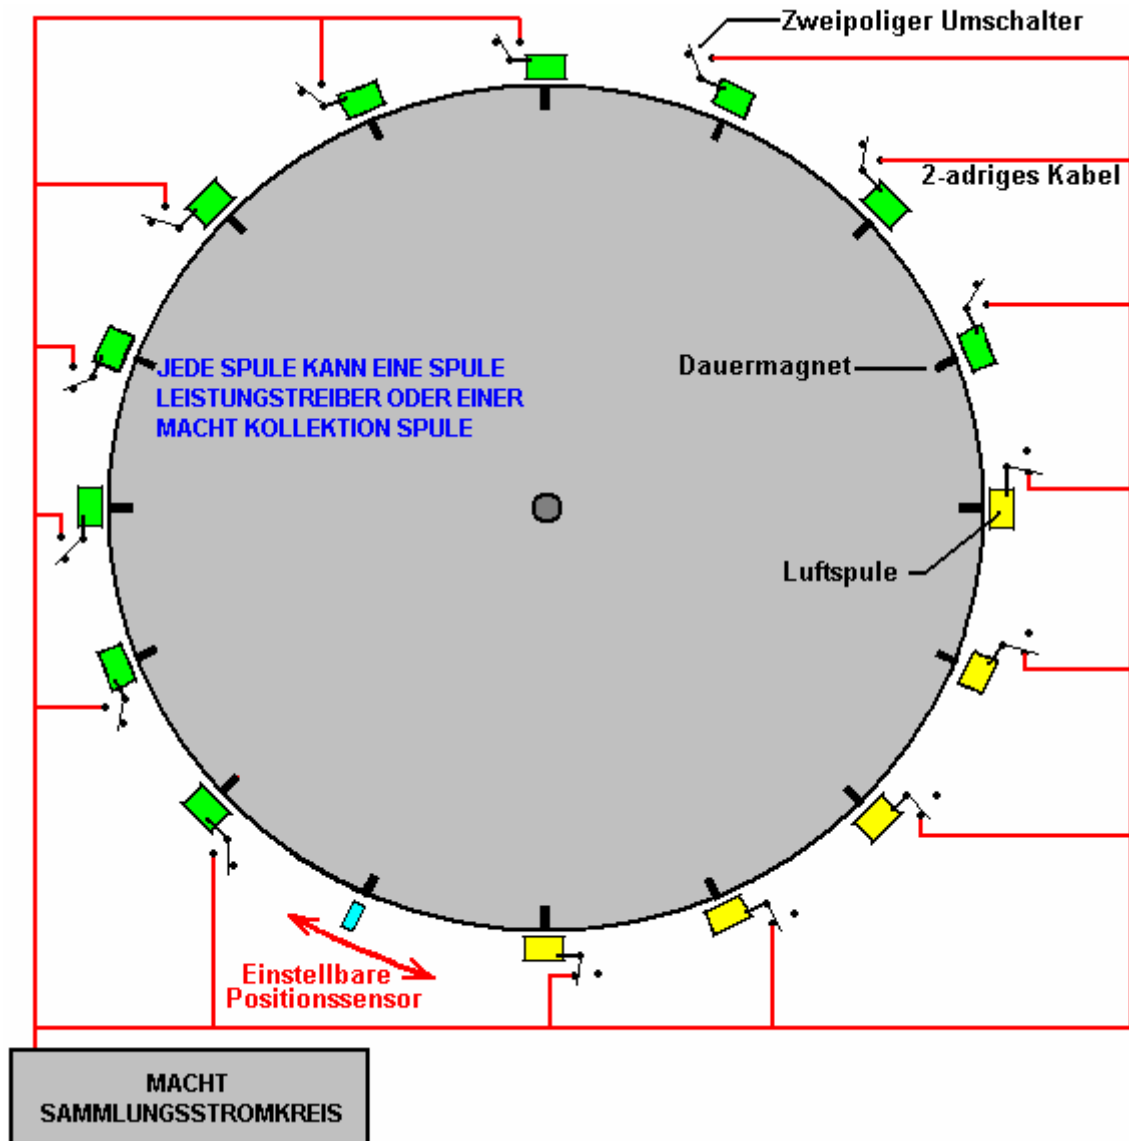 Zweipoliger Umschalter
2-adriges Kabel
Dauermagnet
JEDE SPULE KANN EINE SPULE
LEISTUNGSTREIBER ODER EINER
MACHT KOLLEKTION SPULE
Luftspule
Einstellbare
Positionssensor
MACHT
SAMMLUNGSSTROMKREIS